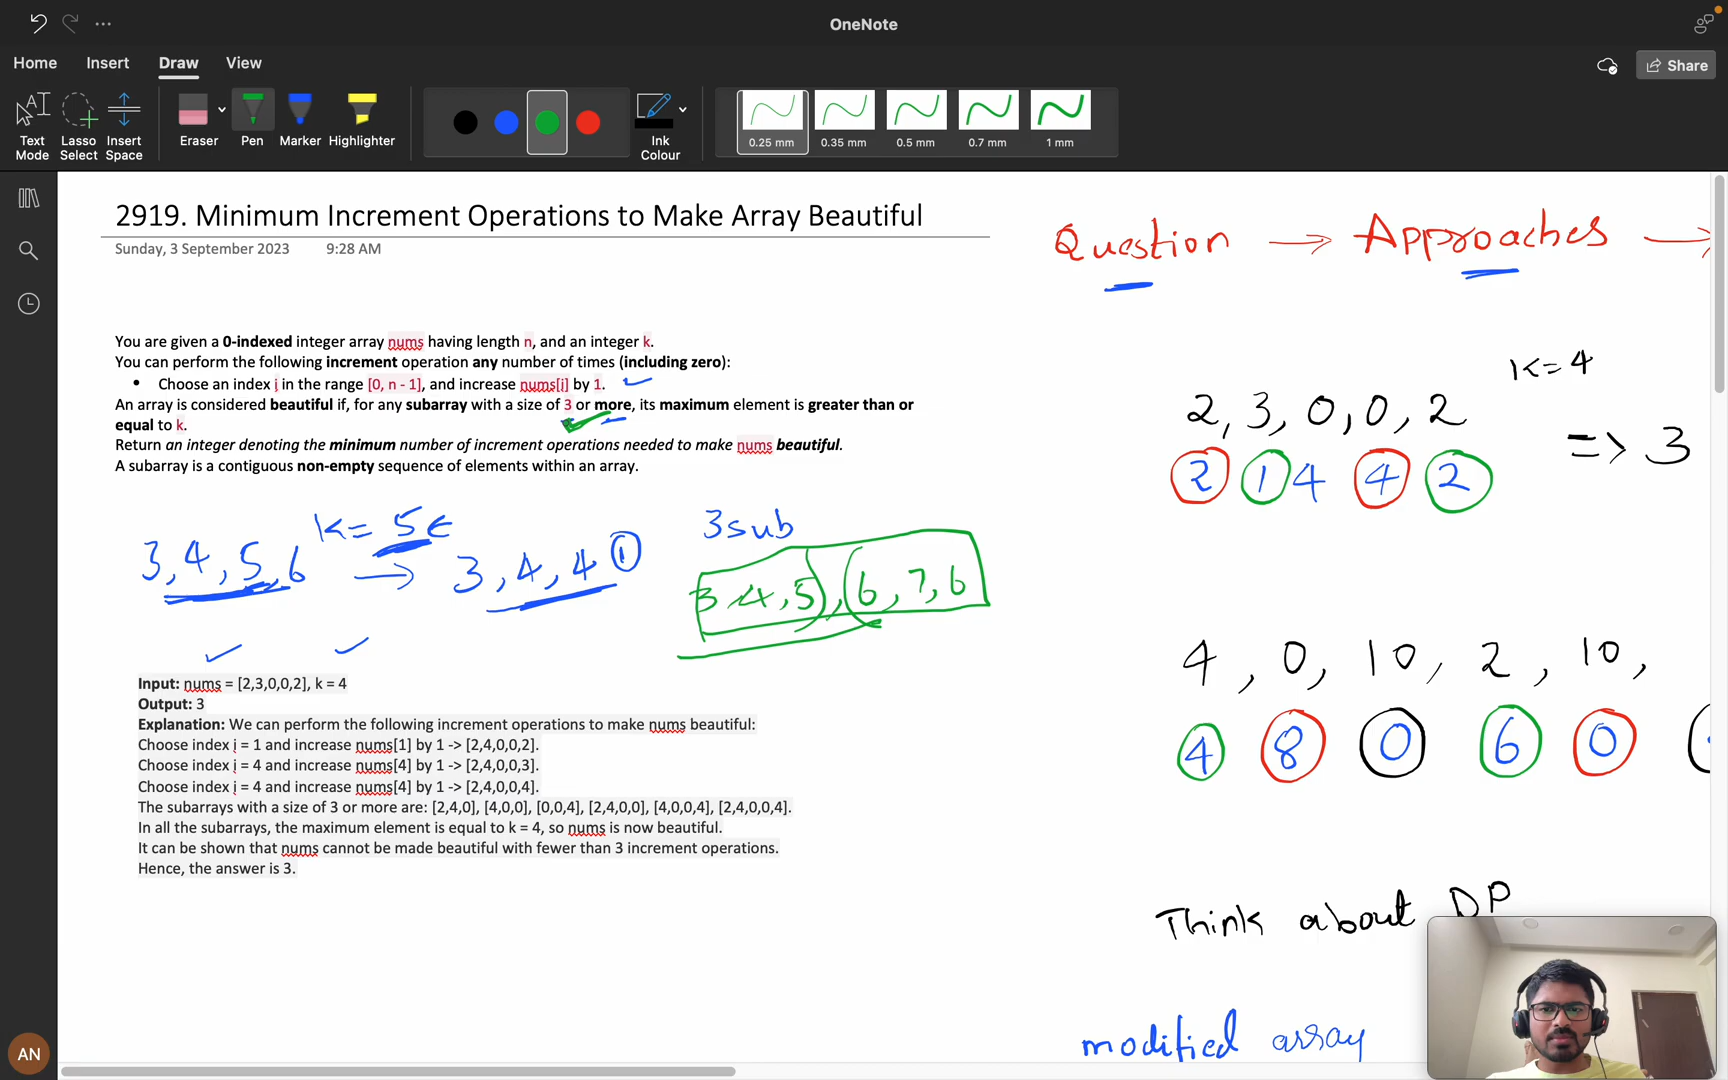 OneNote
Home Insert Draw View
Share
Text Mode
Lasso Select
Insert Space
Eraser
Pen
Marker
Highlighter
Ink Colour
0.25 mm
0.35 mm
0.5 mm
0.7 mm
1 mm
2919. Minimum Increment Operations to Make Array Beautiful
Sunday, 3 September 2023 9:28 AM
Question → Approaches →
You are given a 0-indexed integer array nums having length n, and an integer k.
You can perform the following increment operation any number of times (including zero):
• Choose an index i in the range [0, n - 1], and increase nums[i] by 1.
An array is considered beautiful if, for any subarray with a size of 3 or more, its maximum element is greater than or
equal to k.
Return an integer denoting the minimum number of increment operations needed to make nums beautiful.
A subarray is a contiguous non-empty sequence of elements within an array.
K=4
2,3,0,0,2
=> 3
2 1 4 4 2
K= 5
3,4,5,6 → 3,4,4 1
3sub
3,4,5),(6,7,6
4, 0, 10, 2, 10,
4 8 0 6 0
Input: nums = [2,3,0,0,2], k = 4
Output: 3
Explanation: We can perform the following increment operations to make nums beautiful:
Choose index i = 1 and increase nums[1] by 1 -> [2,4,0,0,2].
Choose index i = 4 and increase nums[4] by 1 -> [2,4,0,0,3].
Choose index i = 4 and increase nums[4] by 1 -> [2,4,0,0,4].
The subarrays with a size of 3 or more are: [2,4,0], [4,0,0], [0,0,4], [2,4,0,0], [4,0,0,4], [2,4,0,0,4].
In all the subarrays, the maximum element is equal to k = 4, so nums is now beautiful.
It can be shown that nums cannot be made beautiful with fewer than 3 increment operations.
Hence, the answer is 3.
Think about DP
modified array
AN